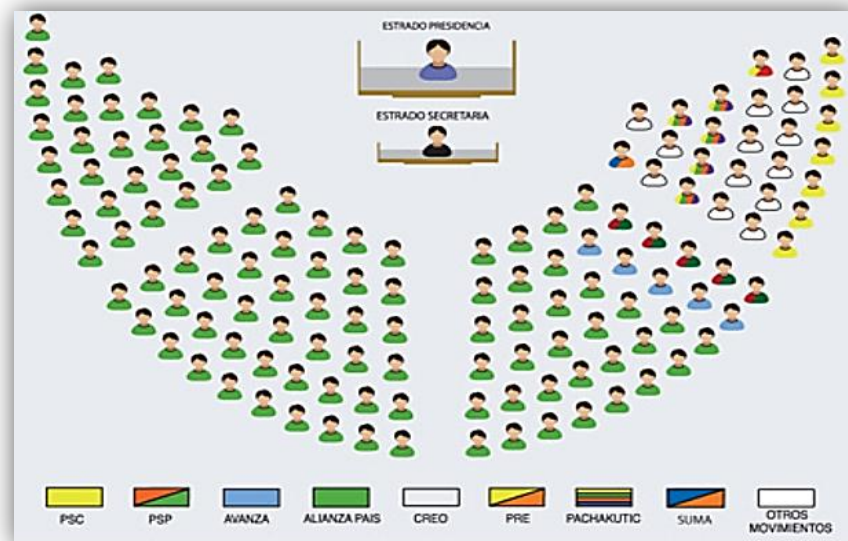 ESTRADO PRESIDENCIA
ESTRADO SECRETARIA
PSC
PSP
AVANZA
ALIANZA PAIS
CREO
PRE
PACHAKUTIC
SUMA
OTROS
MOVIMIENTOS